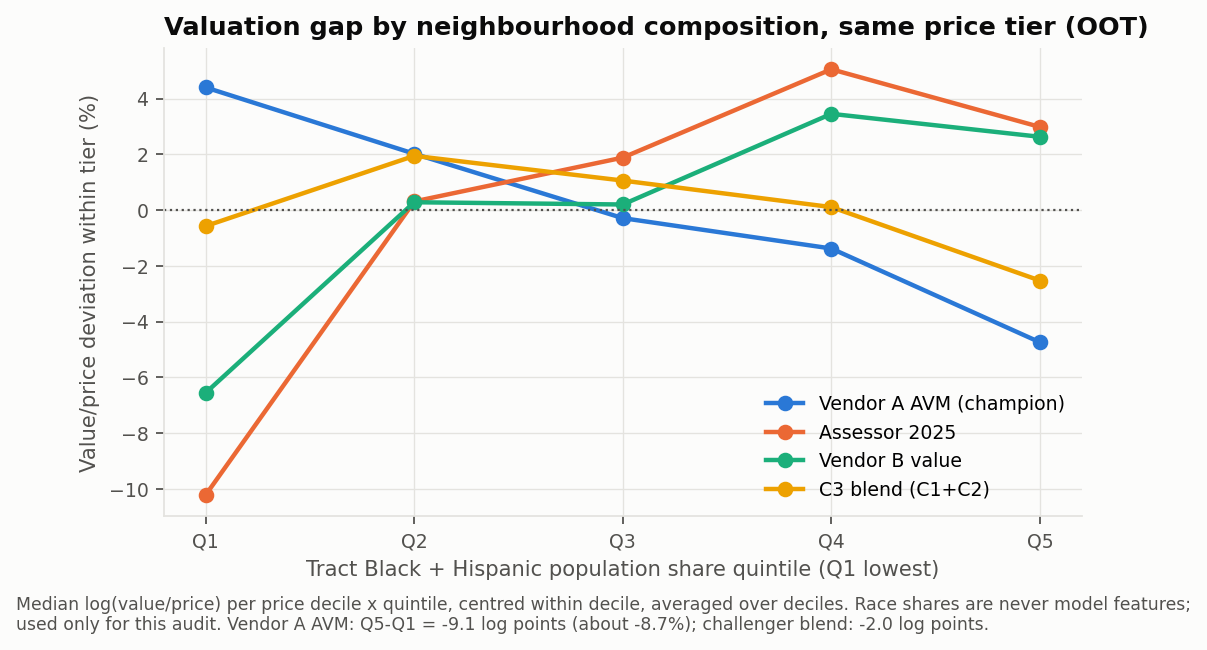 Valuation gap by neighbourhood composition, same price tier (OOT)
Value/price deviation within tier (%)
4
2
0
−2
−4
−6
−8
−10
Vendor A AVM (champion)
Assessor 2025
Vendor B value
C3 blend (C1+C2)
Q1
Q2
Q3
Q4
Q5
Tract Black + Hispanic population share quintile (Q1 lowest)
Median log(value/price) per price decile x quintile, centred within decile, averaged over deciles. Race shares are never model features;
used only for this audit. Vendor A AVM: Q5-Q1 = -9.1 log points (about -8.7%); challenger blend: -2.0 log points.